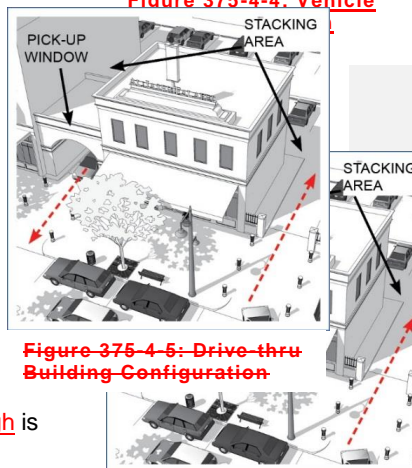 Figure 375-4-4: Vehicle
STACKING
AREA
PICK-UP
WINDOW
STACKING
AREA
Figure 375-4-5: Drive-thru
Building Configuration
is